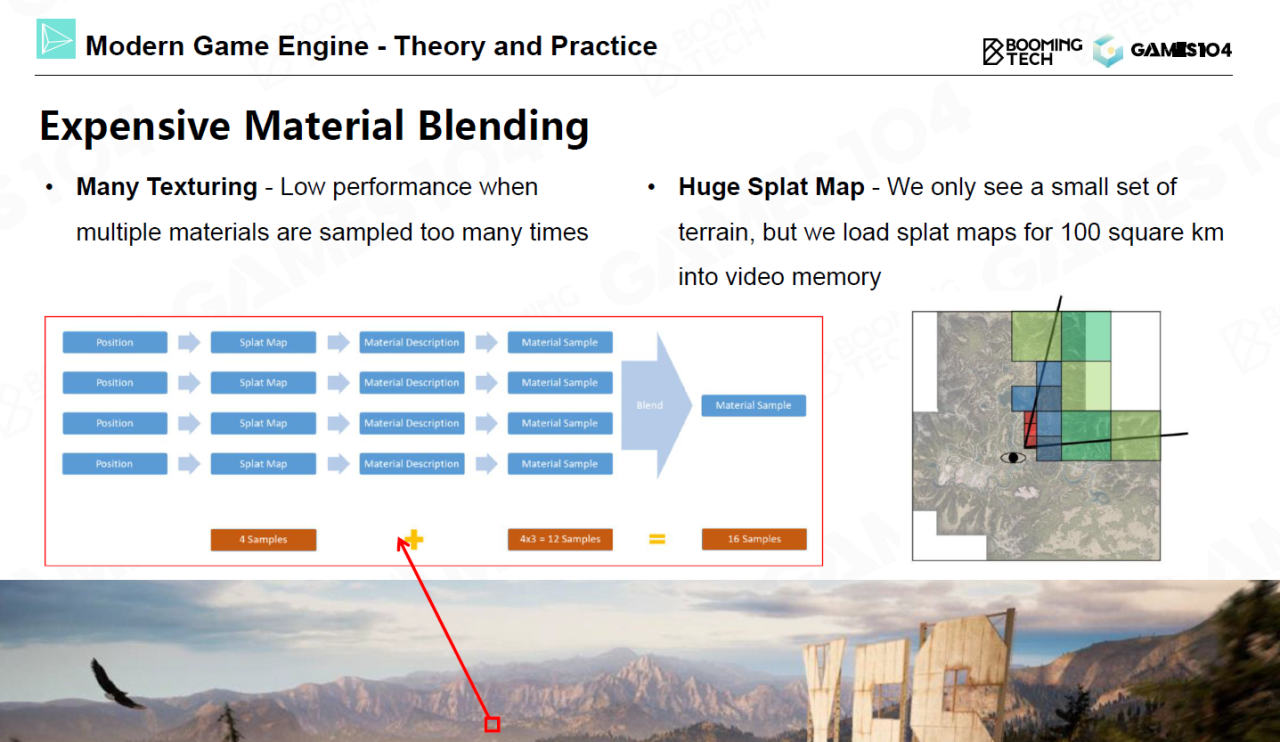 Modern Game Engine - Theory and Practice
BOOMING
TECH
GAMES104
Expensive Material Blending
• Many Texturing - Low performance when
multiple materials are sampled too many times
• Huge Splat Map - We only see a small set of
terrain, but we load splat maps for 100 square km
into video memory
Position Splat Map Material Description Material Sample
Position Splat Map Material Description Material Sample
Blend Material Sample
Position Splat Map Material Description Material Sample
Position Splat Map Material Description Material Sample
4 Samples + 4x3 = 12 Samples = 16 Samples